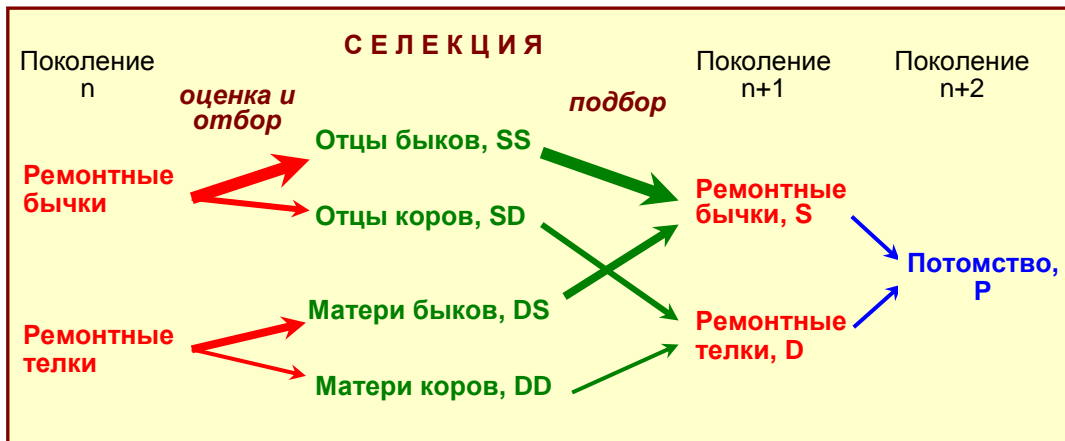 С Е Л Е К Ц И Я
Поколение
n
оценка и
отбор
подбор
Поколение
n+1
Поколение
n+2
Ремонтные
бычки
Отцы быков, SS
Отцы коров, SD
Ремонтные
телки
Матери быков, DS
Матери коров, DD
Ремонтные
бычки, S
Ремонтные
телки, D
Потомство,
P